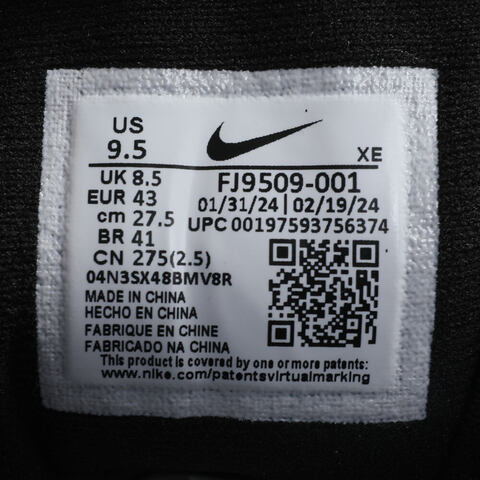 US
9.5
XE
UK 8.5
EUR 43
cm 27.5
BR 41
CN 275(2.5)
FJ9509-001
01/31/24 | 02/19/24
UPC 00197593756374
04N3SX48BMV8R
MADE IN CHINA
HECHO EN CHINA
FABRIQUE EN CHINE
FABRICADO NA CHINA
This product is covered by one or more patents:
www.nike.com/patentsvirtualmarking